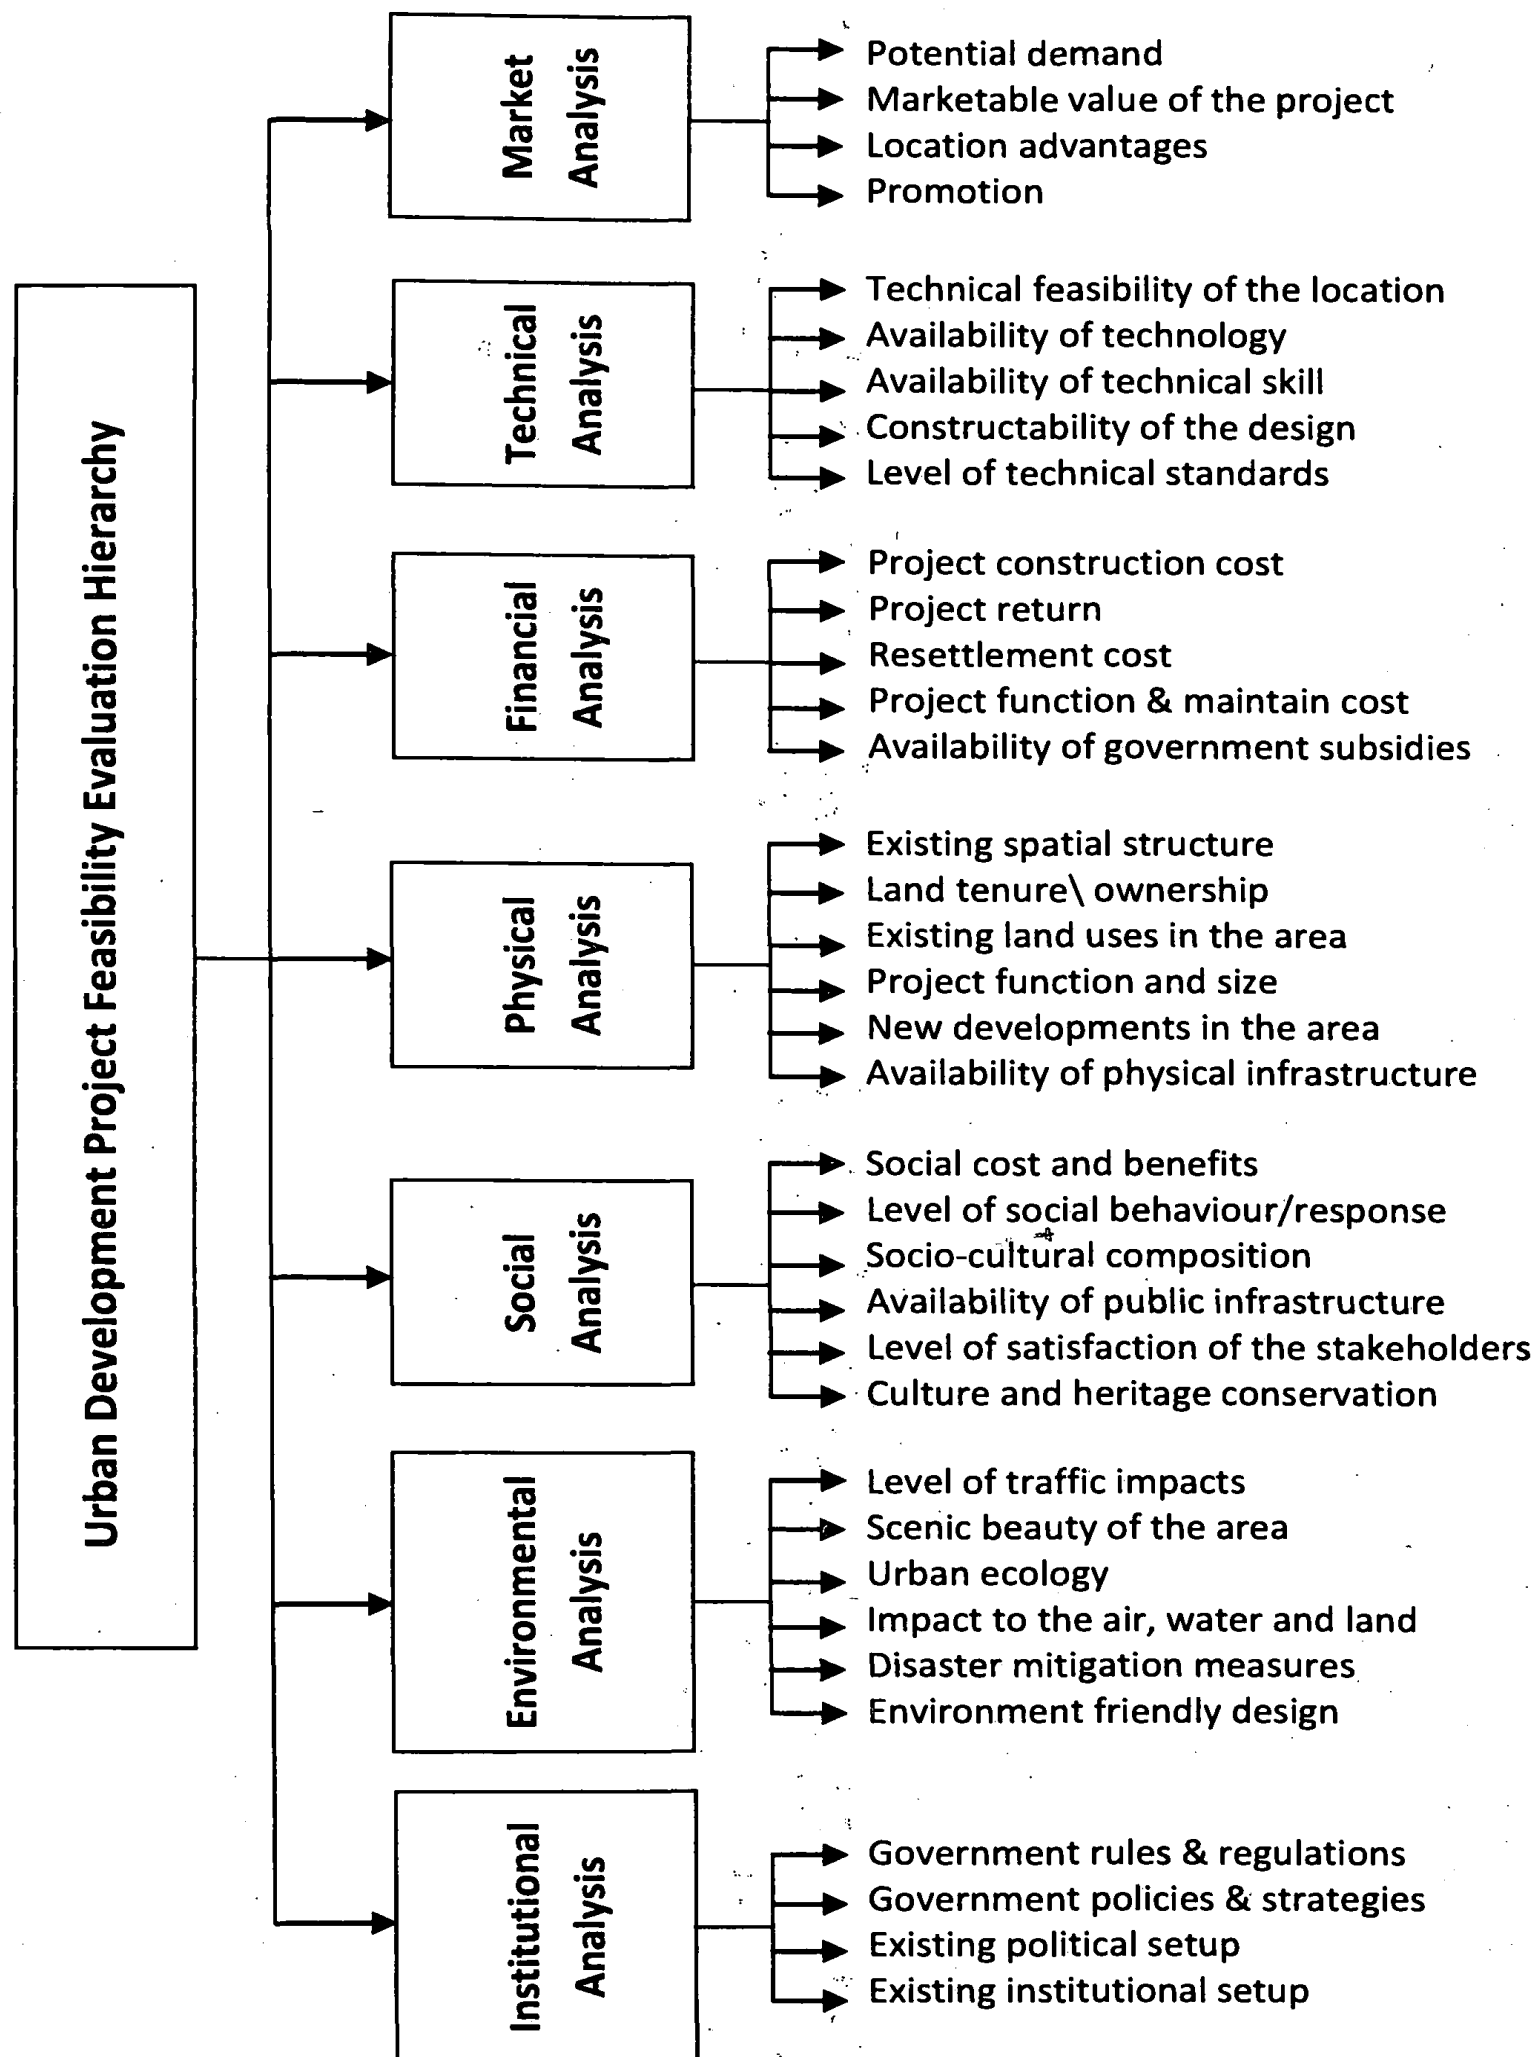 Urban Development Project Feasibility Evaluation Hierarchy
Market
Analysis
Potential demand
Marketable value of the project
Location advantages
Promotion
Technical
Analysis
Technical feasibility of the location
Availability of technology
Availability of technical skill
Constructability of the design
Level of technical standards
Financial
Analysis
Project construction cost
Project return
Resettlement cost
Project function & maintain cost
Availability of government subsidies
Physical
Analysis
Existing spatial structure
Land tenure\ ownership
Existing land uses in the area
Project function and size
New developments in the area
Availability of physical infrastructure
Social
Analysis
Social cost and benefits
Level of social behaviour/response
Socio-cultural composition
Availability of public infrastructure
Level of satisfaction of the stakeholders
Culture and heritage conservation
Environmental
Analysis
Level of traffic impacts
Scenic beauty of the area
Urban ecology
Impact to the air, water and land
Disaster mitigation measures
Environment friendly design
Institutional
Analysis
Government rules & regulations
Government policies & strategies
Existing political setup
Existing institutional setup